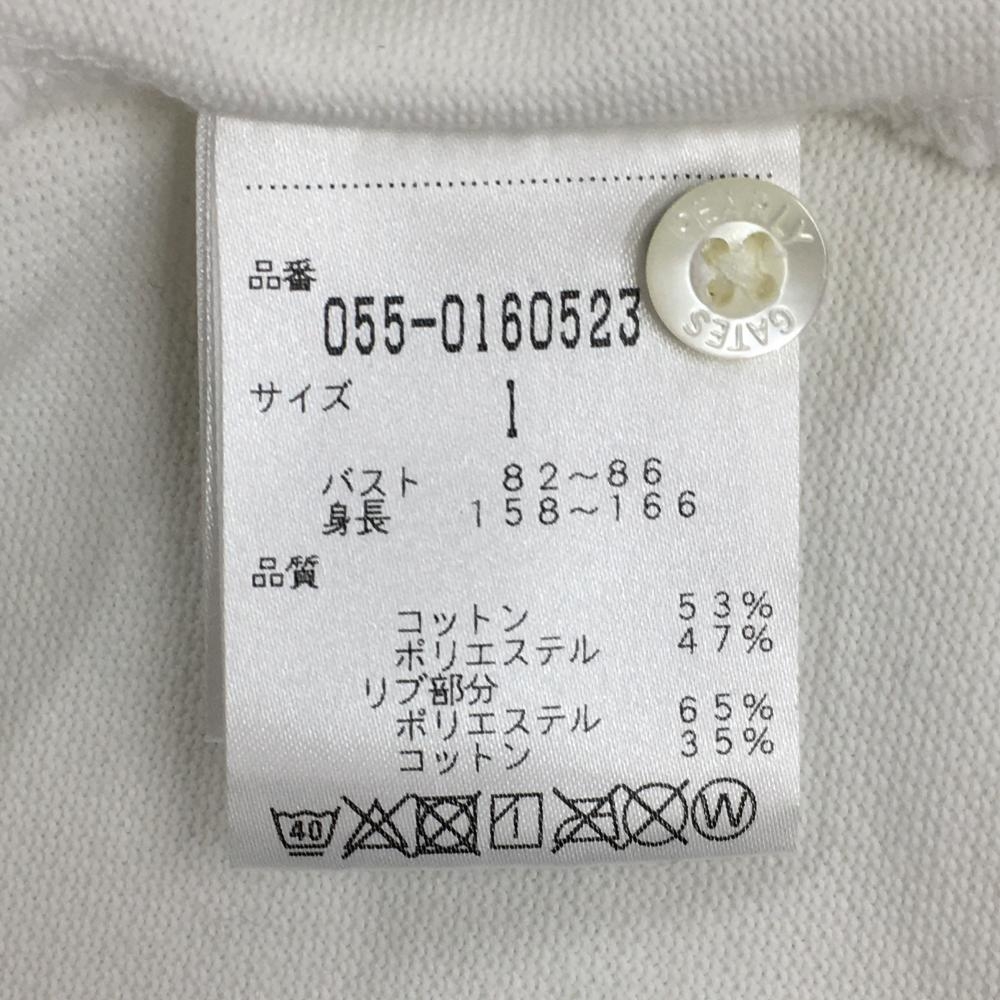 品番
055-0160523
サイズ 1
バスト 82~86
身長 158~166
品質
コットン 53%
ポリエステル 47%
リブ部分
ポリエステル 65%
コットン 35%
40 W
PEARLY
GATES